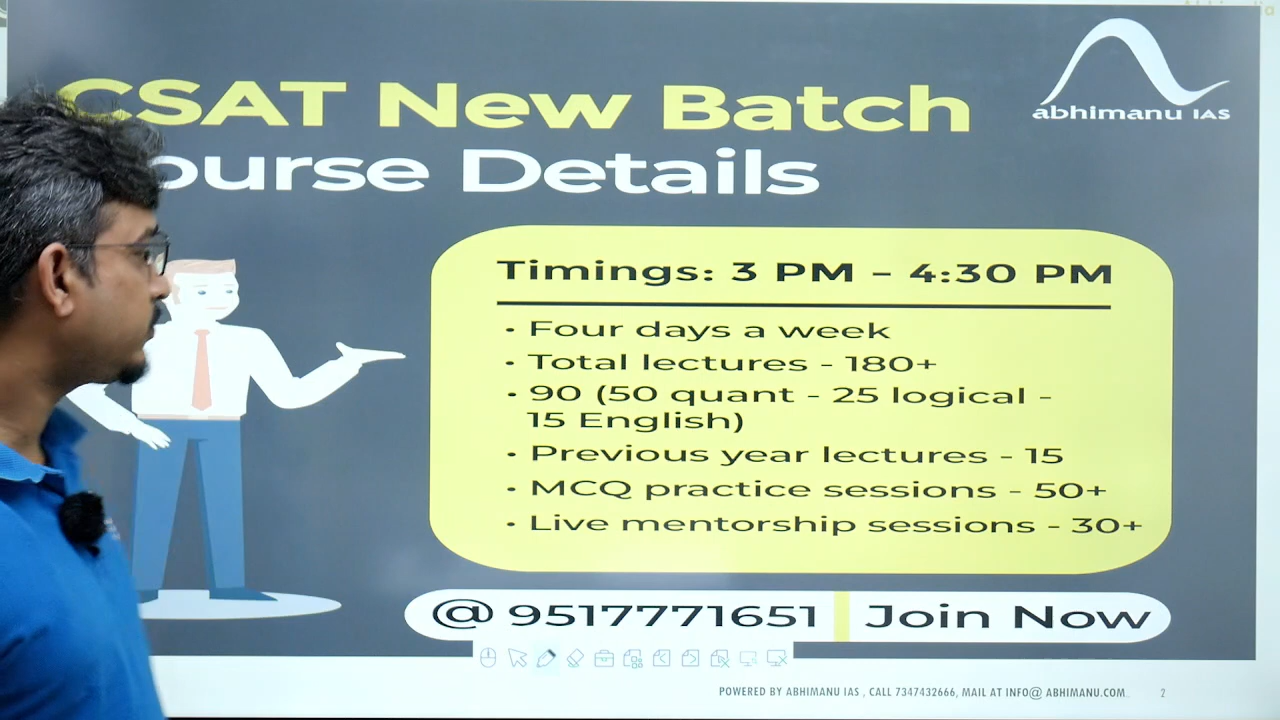 CSAT New Batch
ourse Details
abhimanu IAS
Timings: 3 PM – 4:30 PM
• Four days a week
• Total lectures - 180+
• 90 (50 quant - 25 logical -
15 English)
• Previous year lectures - 15
• MCQ practice sessions - 50+
• Live mentorship sessions - 30+
@ 9517771651 Join Now
POWERED BY ABHIMANU IAS , CALL 7347432666, MAIL AT INFO@ ABHIMANU.COM 2